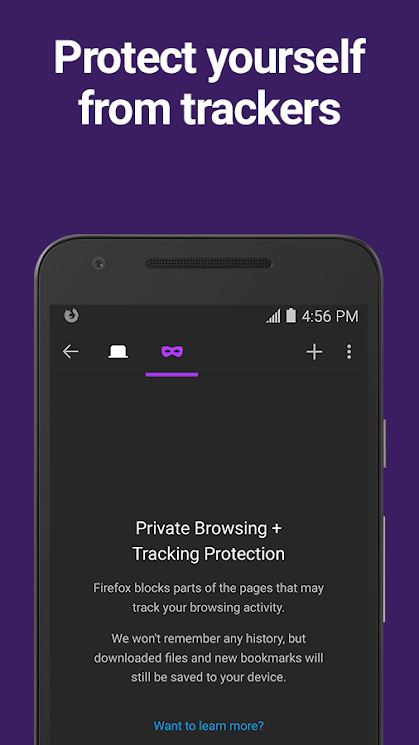 Protect yourself
from trackers
4:56 PM
Private Browsing +
Tracking Protection
Firefox blocks parts of the pages that may
track your browsing activity.
We won't remember any history, but
downloaded files and new bookmarks will
still be saved to your device.
Want to learn more?